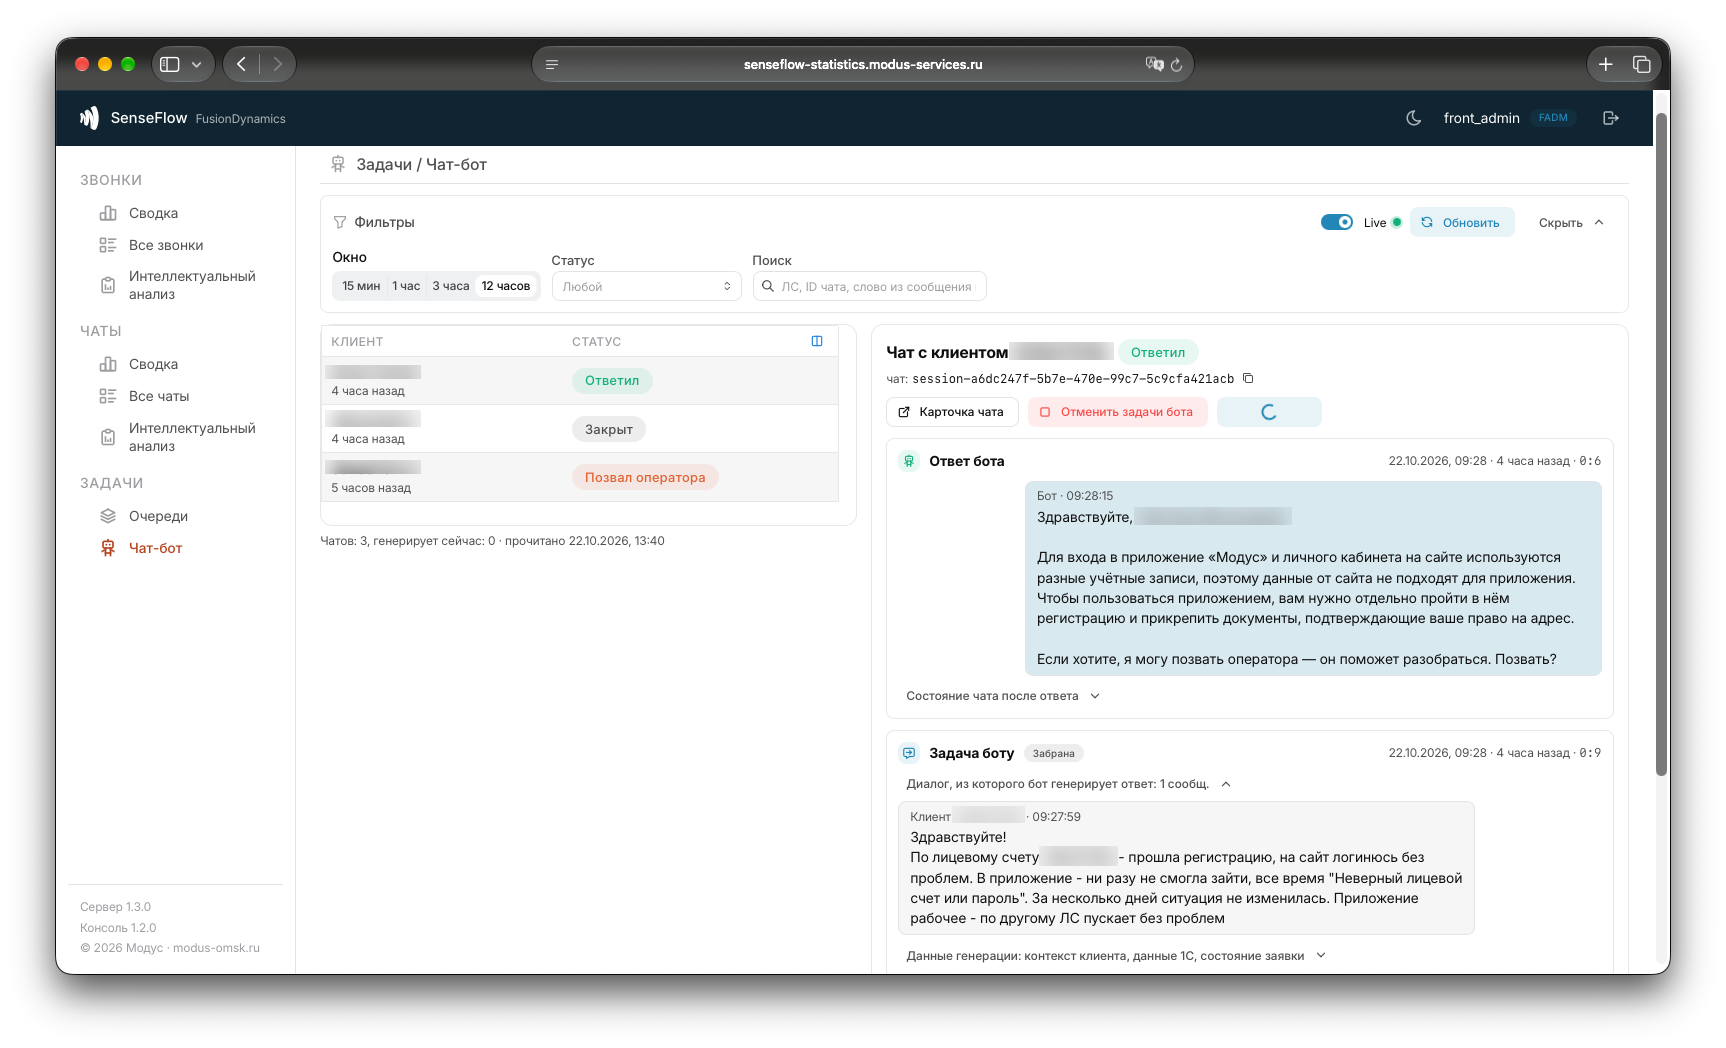 senseflow-statistics.modus-services.ru
SenseFlow FusionDynamics
front_admin FADM
ЗВОНКИ
Сводка
Все звонки
Интеллектуальный
анализ
ЧАТЫ
Сводка
Все чаты
Интеллектуальный
анализ
ЗАДАЧИ
Очереди
Чат-бот
Сервер 1.3.0
Консоль 1.2.0
© 2026 Модус · modus-omsk.ru
Задачи / Чат-бот
Фильтры
Live
Обновить
Скрыть
Окно
15 мин 1 час 3 часа 12 часов
Статус
Любой
Поиск
ЛС, ID чата, слово из сообщения
КЛИЕНТ СТАТУС
4 часа назад
Ответил
4 часа назад
Закрыт
5 часов назад
Позвал оператора
Чатов: 3, генерирует сейчас: 0 · прочитано 22.10.2026, 13:40
Чат с клиентом Ответил
чат: session-a6dc247f-5b7e-470e-99c7-5c9cfa421acb
Карточка чата
Отменить задачи бота
Ответ бота
22.10.2026, 09:28 · 4 часа назад · 0:6
Бот · 09:28:15
Здравствуйте,
Для входа в приложение «Модус» и личного кабинета на сайте используются
разные учётные записи, поэтому данные от сайта не подходят для приложения.
Чтобы пользоваться приложением, вам нужно отдельно пройти в нём
регистрацию и прикрепить документы, подтверждающие ваше право на адрес.
Если хотите, я могу позвать оператора — он поможет разобраться. Позвать?
Состояние чата после ответа
Задача боту Забрана
22.10.2026, 09:28 · 4 часа назад · 0:9
Диалог, из которого бот генерирует ответ: 1 сообщ.
Клиент · 09:27:59
Здравствуйте!
По лицевому счету - прошла регистрацию, на сайт логинюсь без
проблем. В приложение - ни разу не смогла зайти, все время "Неверный лицевой
счет или пароль". За несколько дней ситуация не изменилась. Приложение
рабочее - по другому ЛС пускает без проблем
Данные генерации: контекст клиента, данные 1С, состояние заявки